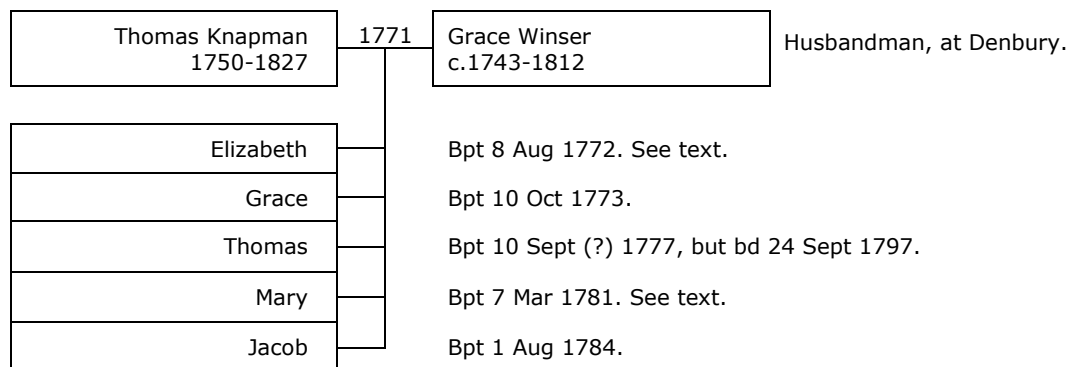 Thomas Knapman 1771 Grace Winser Husbandman, at Denbury.
1750-1827 c.1743-1812
Elizabeth Bpt 8 Aug 1772. See text.
Grace Bpt 10 Oct 1773.
Thomas Bpt 10 Sept (?) 1777, but bd 24 Sept 1797.
Mary Bpt 7 Mar 1781. See text.
Jacob Bpt 1 Aug 1784.